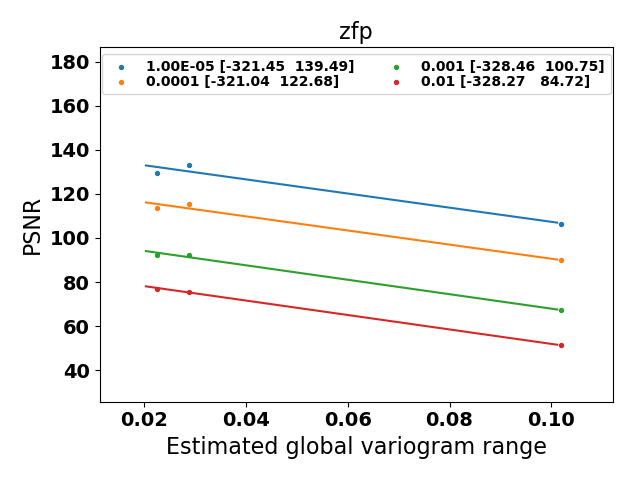 zfp
1.00E-05 [-321.45 139.49]
0.0001 [-321.04 122.68]
0.001 [-328.46 100.75]
0.01 [-328.27 84.72]
PSNR
180
160
140
120
100
80
60
40
0.02 0.04 0.06 0.08 0.10
Estimated global variogram range